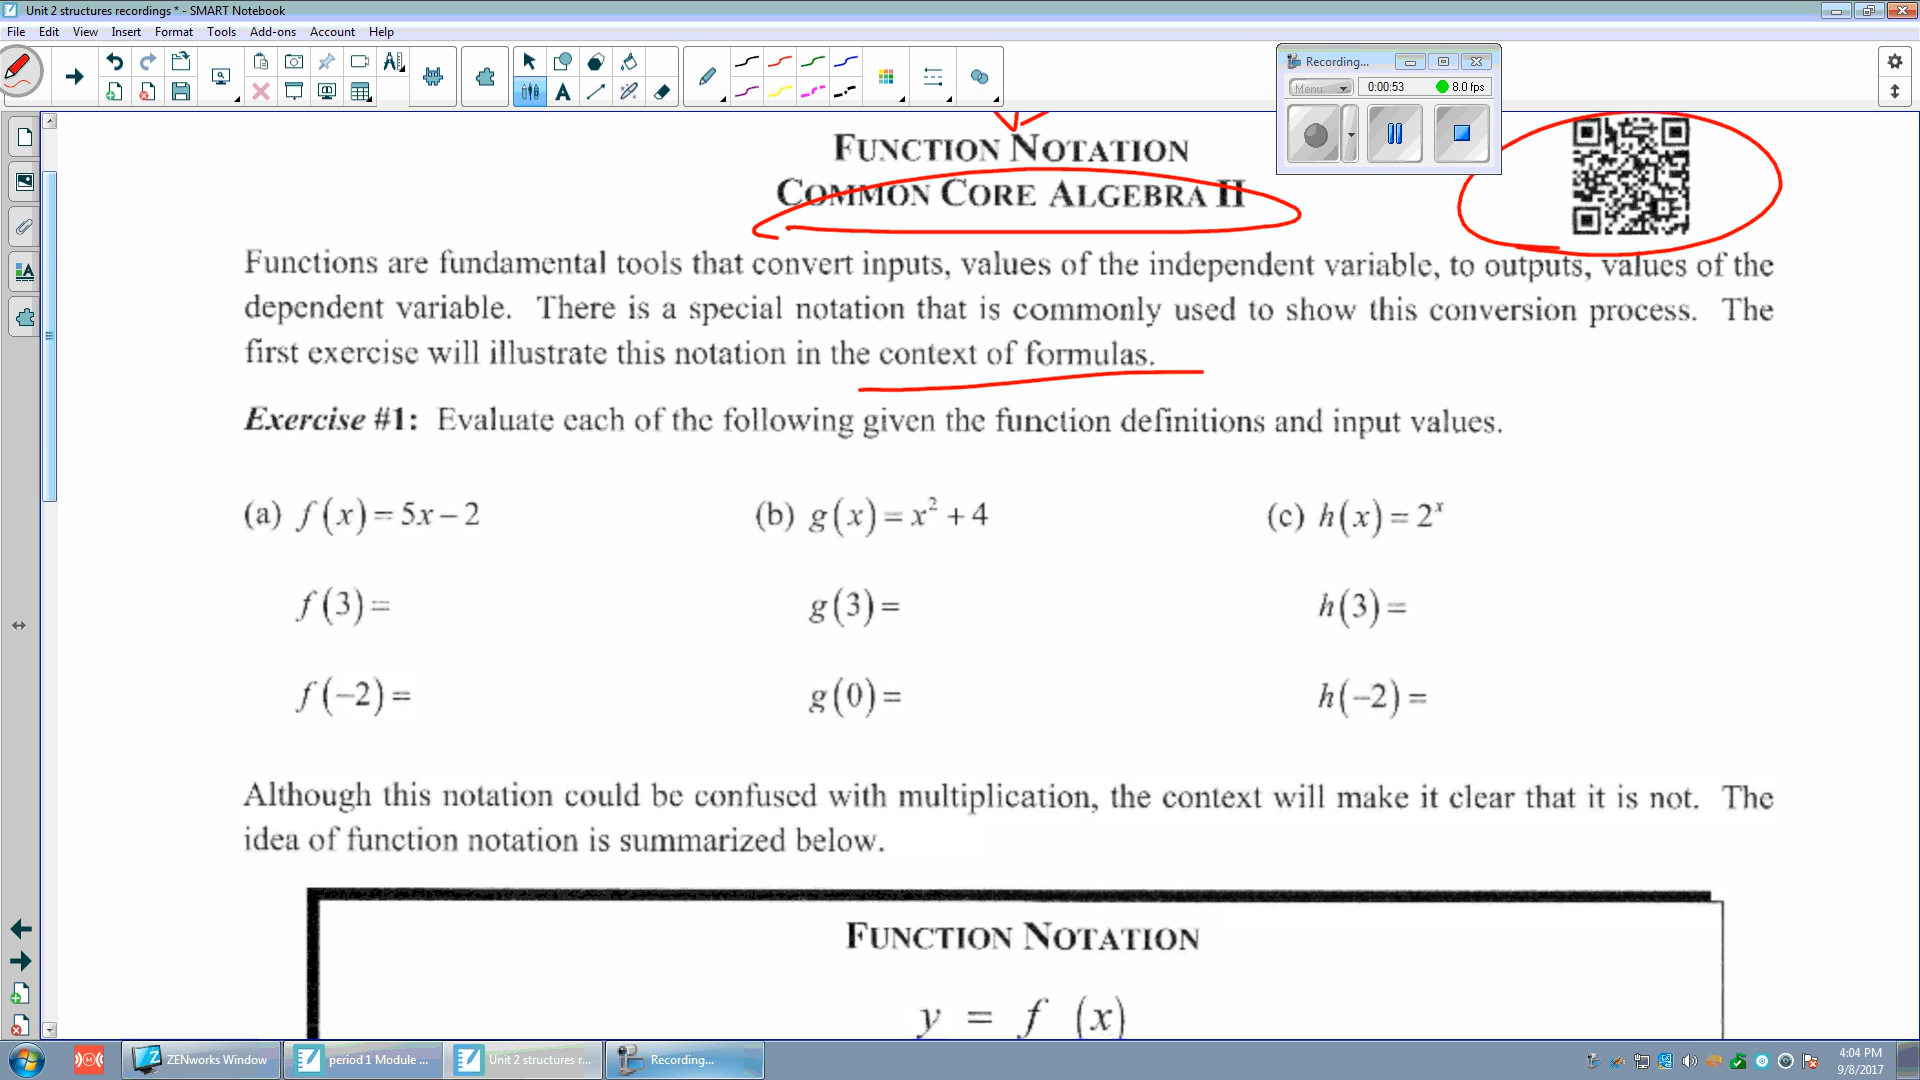 Unit 2 structures recordings * - SMART Notebook
File Edit View Insert Format Tools Add-ons Account Help
Recording...
Menu 0:00:53 8.0 fps
FUNCTION NOTATION
COMMON CORE ALGEBRA II
Functions are fundamental tools that convert inputs, values of the independent variable, to outputs, values of the
dependent variable. There is a special notation that is commonly used to show this conversion process. The
first exercise will illustrate this notation in the context of formulas.
Exercise #1: Evaluate each of the following given the function definitions and input values.
(a) f(x)=5x−2 (b) g(x)=x²+4 (c) h(x)=2ˣ
f(3)= g(3)= h(3)=
f(−2)= g(0)= h(−2)=
Although this notation could be confused with multiplication, the context will make it clear that it is not. The
idea of function notation is summarized below.
FUNCTION NOTATION
y = f (x)
ZENworks Window period 1 Module ... Unit 2 structures r... Recording...
4:04 PM
9/8/2017